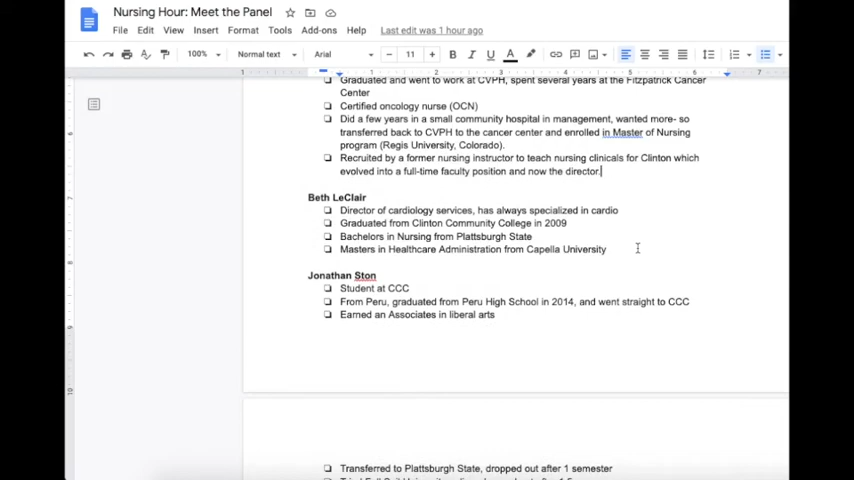 Nursing Hour: Meet the Panel
File Edit View Insert Format Tools Add-ons Help Last edit was 1 hour ago
100% Normal text Arial − 11 + B I U A
1 1 2 3 4 5 6 7
Graduated and went to work at CVPH, spent several years at the Fitzpatrick Cancer
Center
Certified oncology nurse (OCN)
Did a few years in a small community hospital in management, wanted more- so
transferred back to CVPH to the cancer center and enrolled in Master of Nursing
program (Regis University, Colorado).
Recruited by a former nursing instructor to teach nursing clinicals for Clinton which
evolved into a full-time faculty position and now the director.
Beth LeClair
Director of cardiology services, has always specialized in cardio
Graduated from Clinton Community College in 2009
Bachelors in Nursing from Plattsburgh State
Masters in Healthcare Administration from Capella University
Jonathan Ston
Student at CCC
From Peru, graduated from Peru High School in 2014, and went straight to CCC
Earned an Associates in liberal arts
Transferred to Plattsburgh State, dropped out after 1 semester